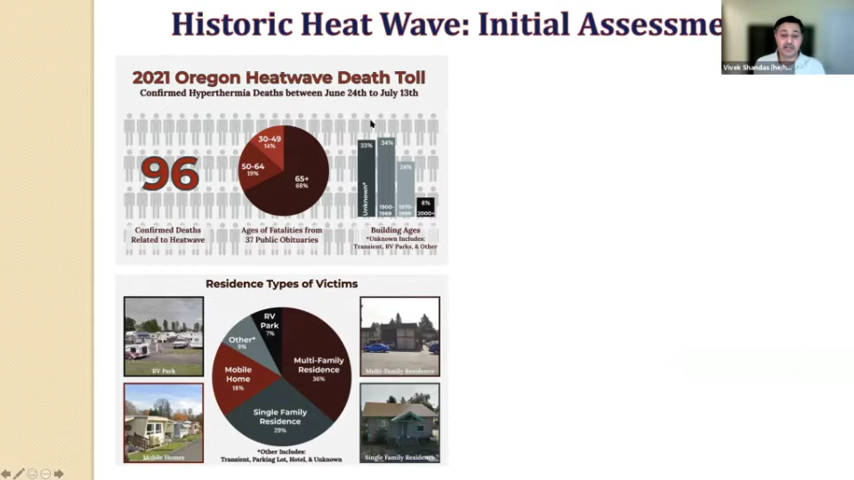 Historic Heat Wave: Initial Assessme
Vivek Shandas (he/h...
2021 Oregon Heatwave Death Toll
Confirmed Hyperthermia Deaths between June 24th to July 13th
96
Confirmed Deaths
Related to Heatwave
30-49
14%
50-64
19%
65+
68%
Ages of Fatalities from
37 Public Obituaries
33%
Unknown*
34%
1900-
1969
1970-
8%
2000+
Building Ages
*Unknown Includes:
Transient, RV Parks, & Other
Residence Types of Victims
RV Park
Mobile Homes
RV
Park
7%
Other*
9%
Mobile
Home
18%
Multi-Family
Residence
36%
Single Family
Residence
29%
*Other Includes:
Transient, Parking Lot, Hotel, & Unknown
Multi-Family Residence
Single Family Residence